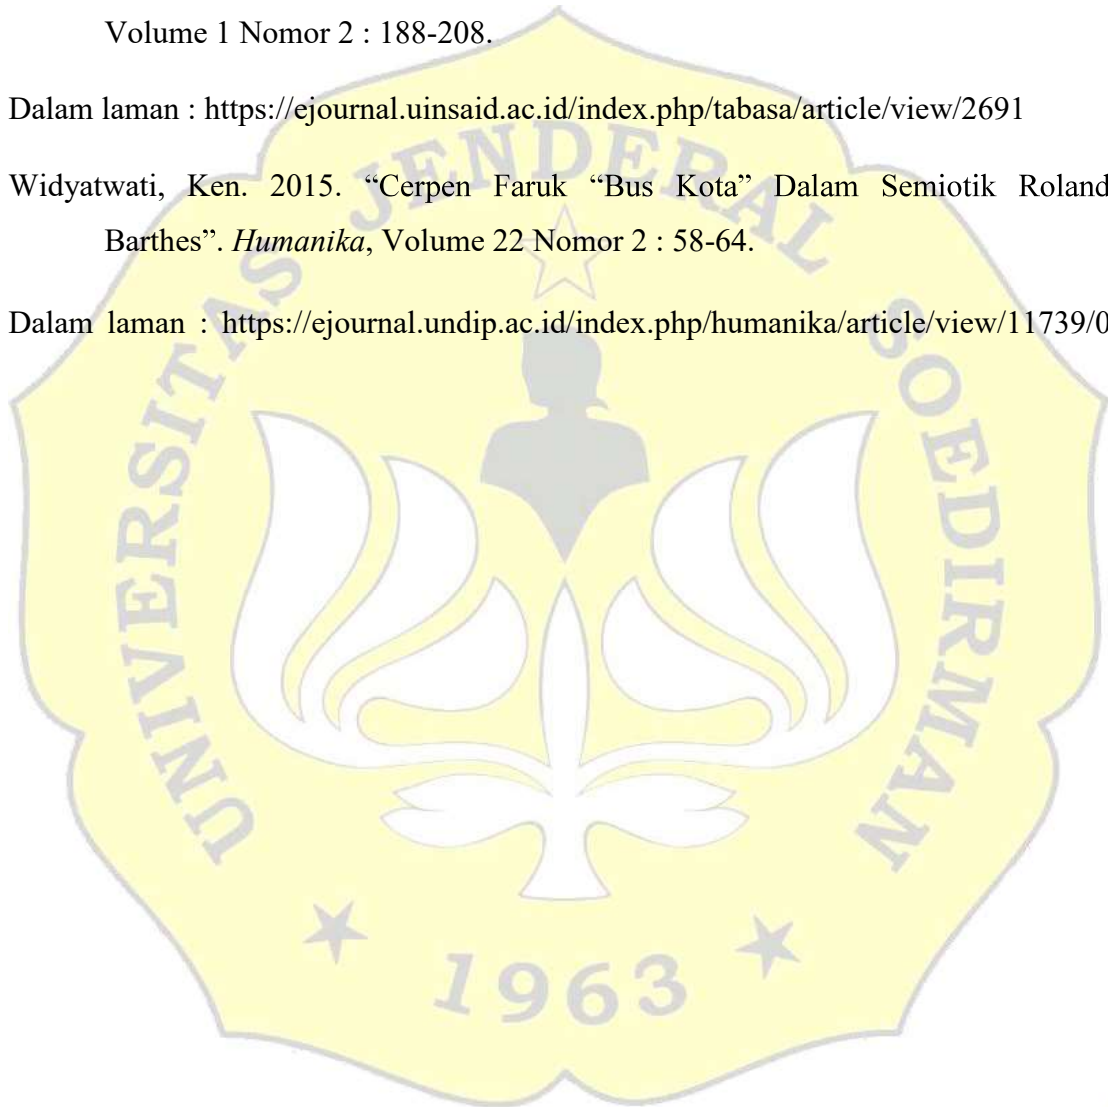 Volume 1 Nomor 2 : 188-208.
Dalam laman : https://ejournal.uinsaid.ac.id/index.php/tabasa/article/view/2691
Widyatwati, Ken. 2015. “Cerpen Faruk “Bus Kota” Dalam Semiotik Roland
Barthes”. Humanika, Volume 22 Nomor 2 : 58-64.
Dalam laman : https://ejournal.undip.ac.id/index.php/humanika/article/view/11739/0
UNIVERSITAS JENDERAL SOEDIRMAN
1963